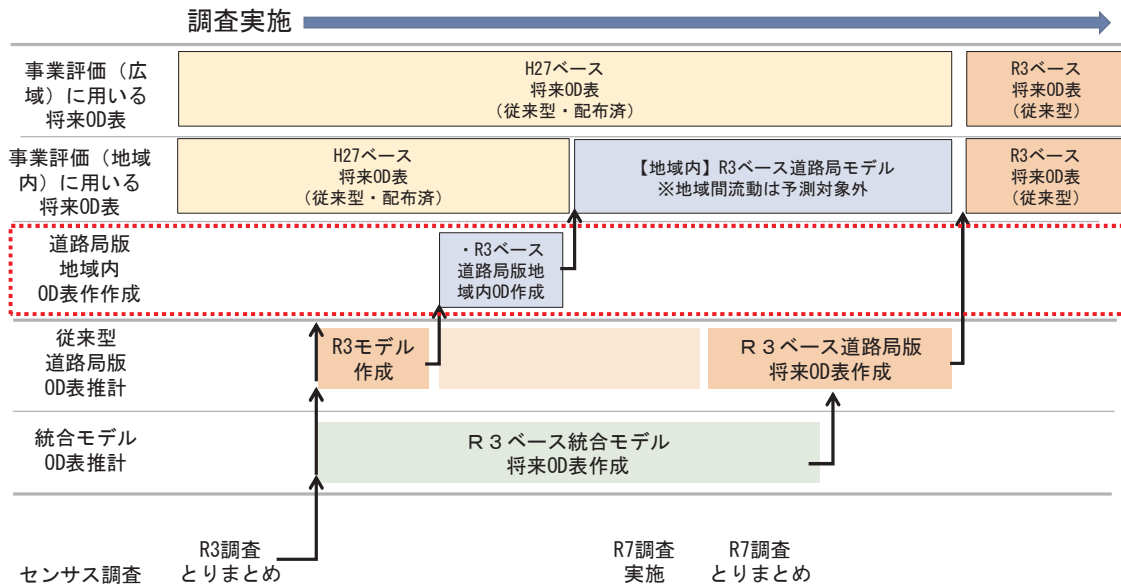 調査実施
事業評価（広
域）に用いる
将来OD表
H27ベース
将来OD表
（従来型・配布済）
R3ベース
将来OD表
（従来型）
事業評価（地域
内）に用いる
将来OD表
H27ベース
将来OD表
（従来型・配布済）
【地域内】R3ベース道路局モデル
※地域間流動は予測対象外
R3ベース
将来OD表
（従来型）
道路局版
地域内
OD表作作成
・R3ベース
道路局版地
域内OD作成
従来型
道路局版
OD表推計
R3モデル
作成
Ｒ３ベース道路局版
将来OD表作成
統合モデル
OD表推計
Ｒ３ベース統合モデル
将来OD表作成
センサス調査
R3調査
とりまとめ
R7調査
実施
R7調査
とりまとめ